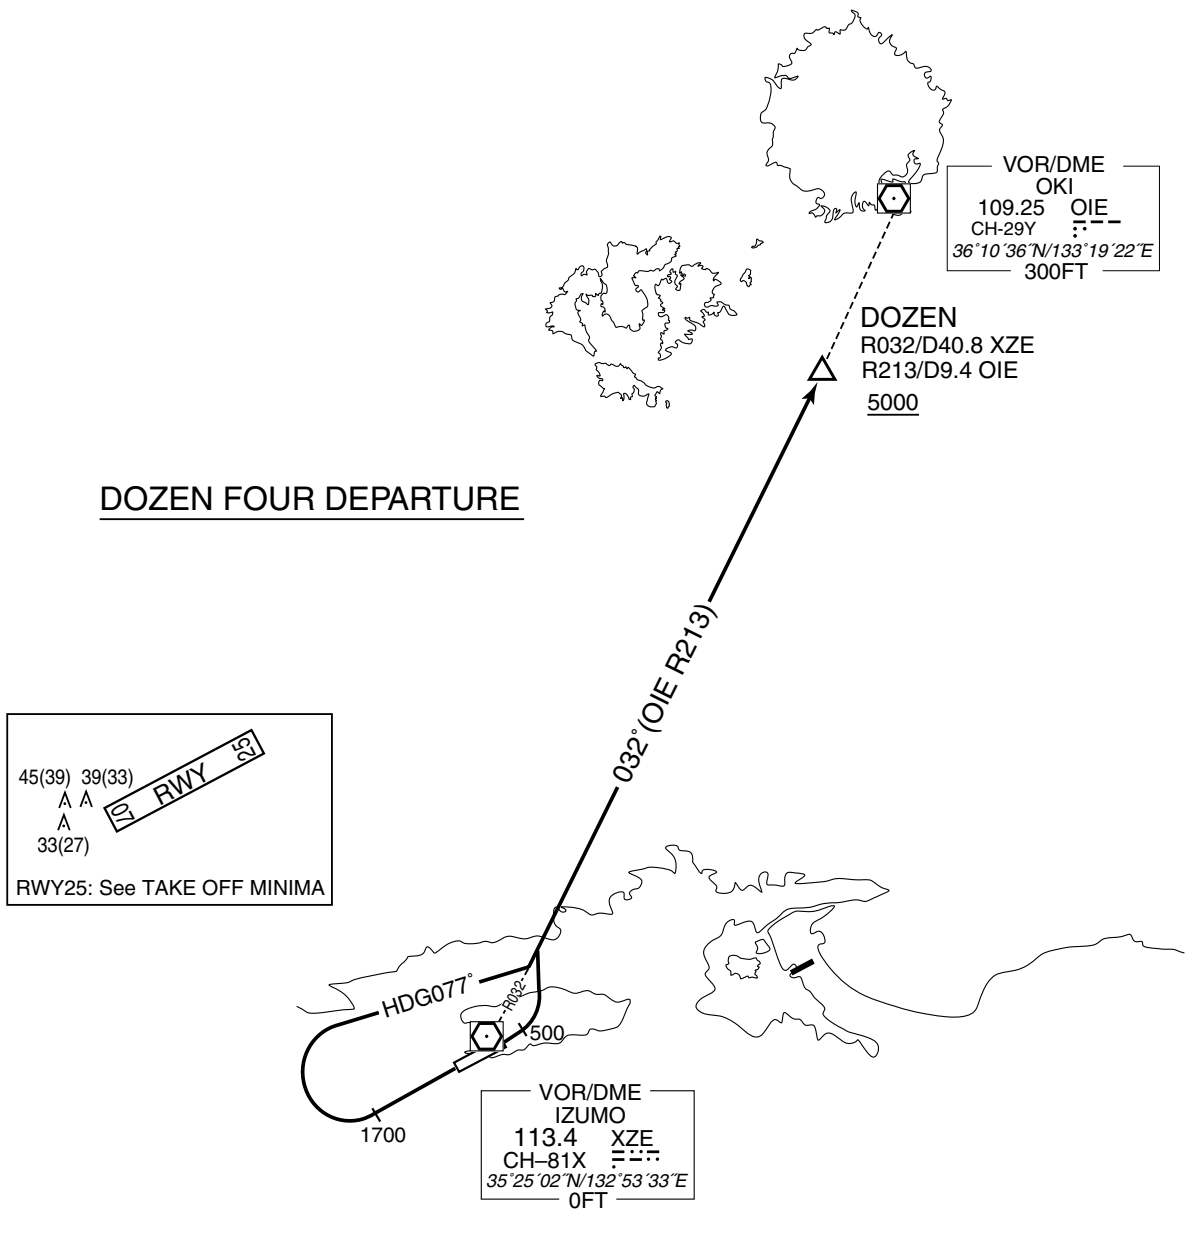 VOR/DME
OKI
109.25 OIE
CH-29Y
36°10´36˝N/133°19´22˝E
300FT
DOZEN
R032/D40.8 XZE
R213/D9.4 OIE
5000
DOZEN FOUR DEPARTURE
032°(OIE R213)
45(39) 39(33)
33(27)
07 RWY 25
RWY25: See TAKE OFF MINIMA
HDG077°
R032
500
1700
VOR/DME
IZUMO
113.4 XZE
CH–81X
35°25´02˝N/132°53´33˝E
0FT